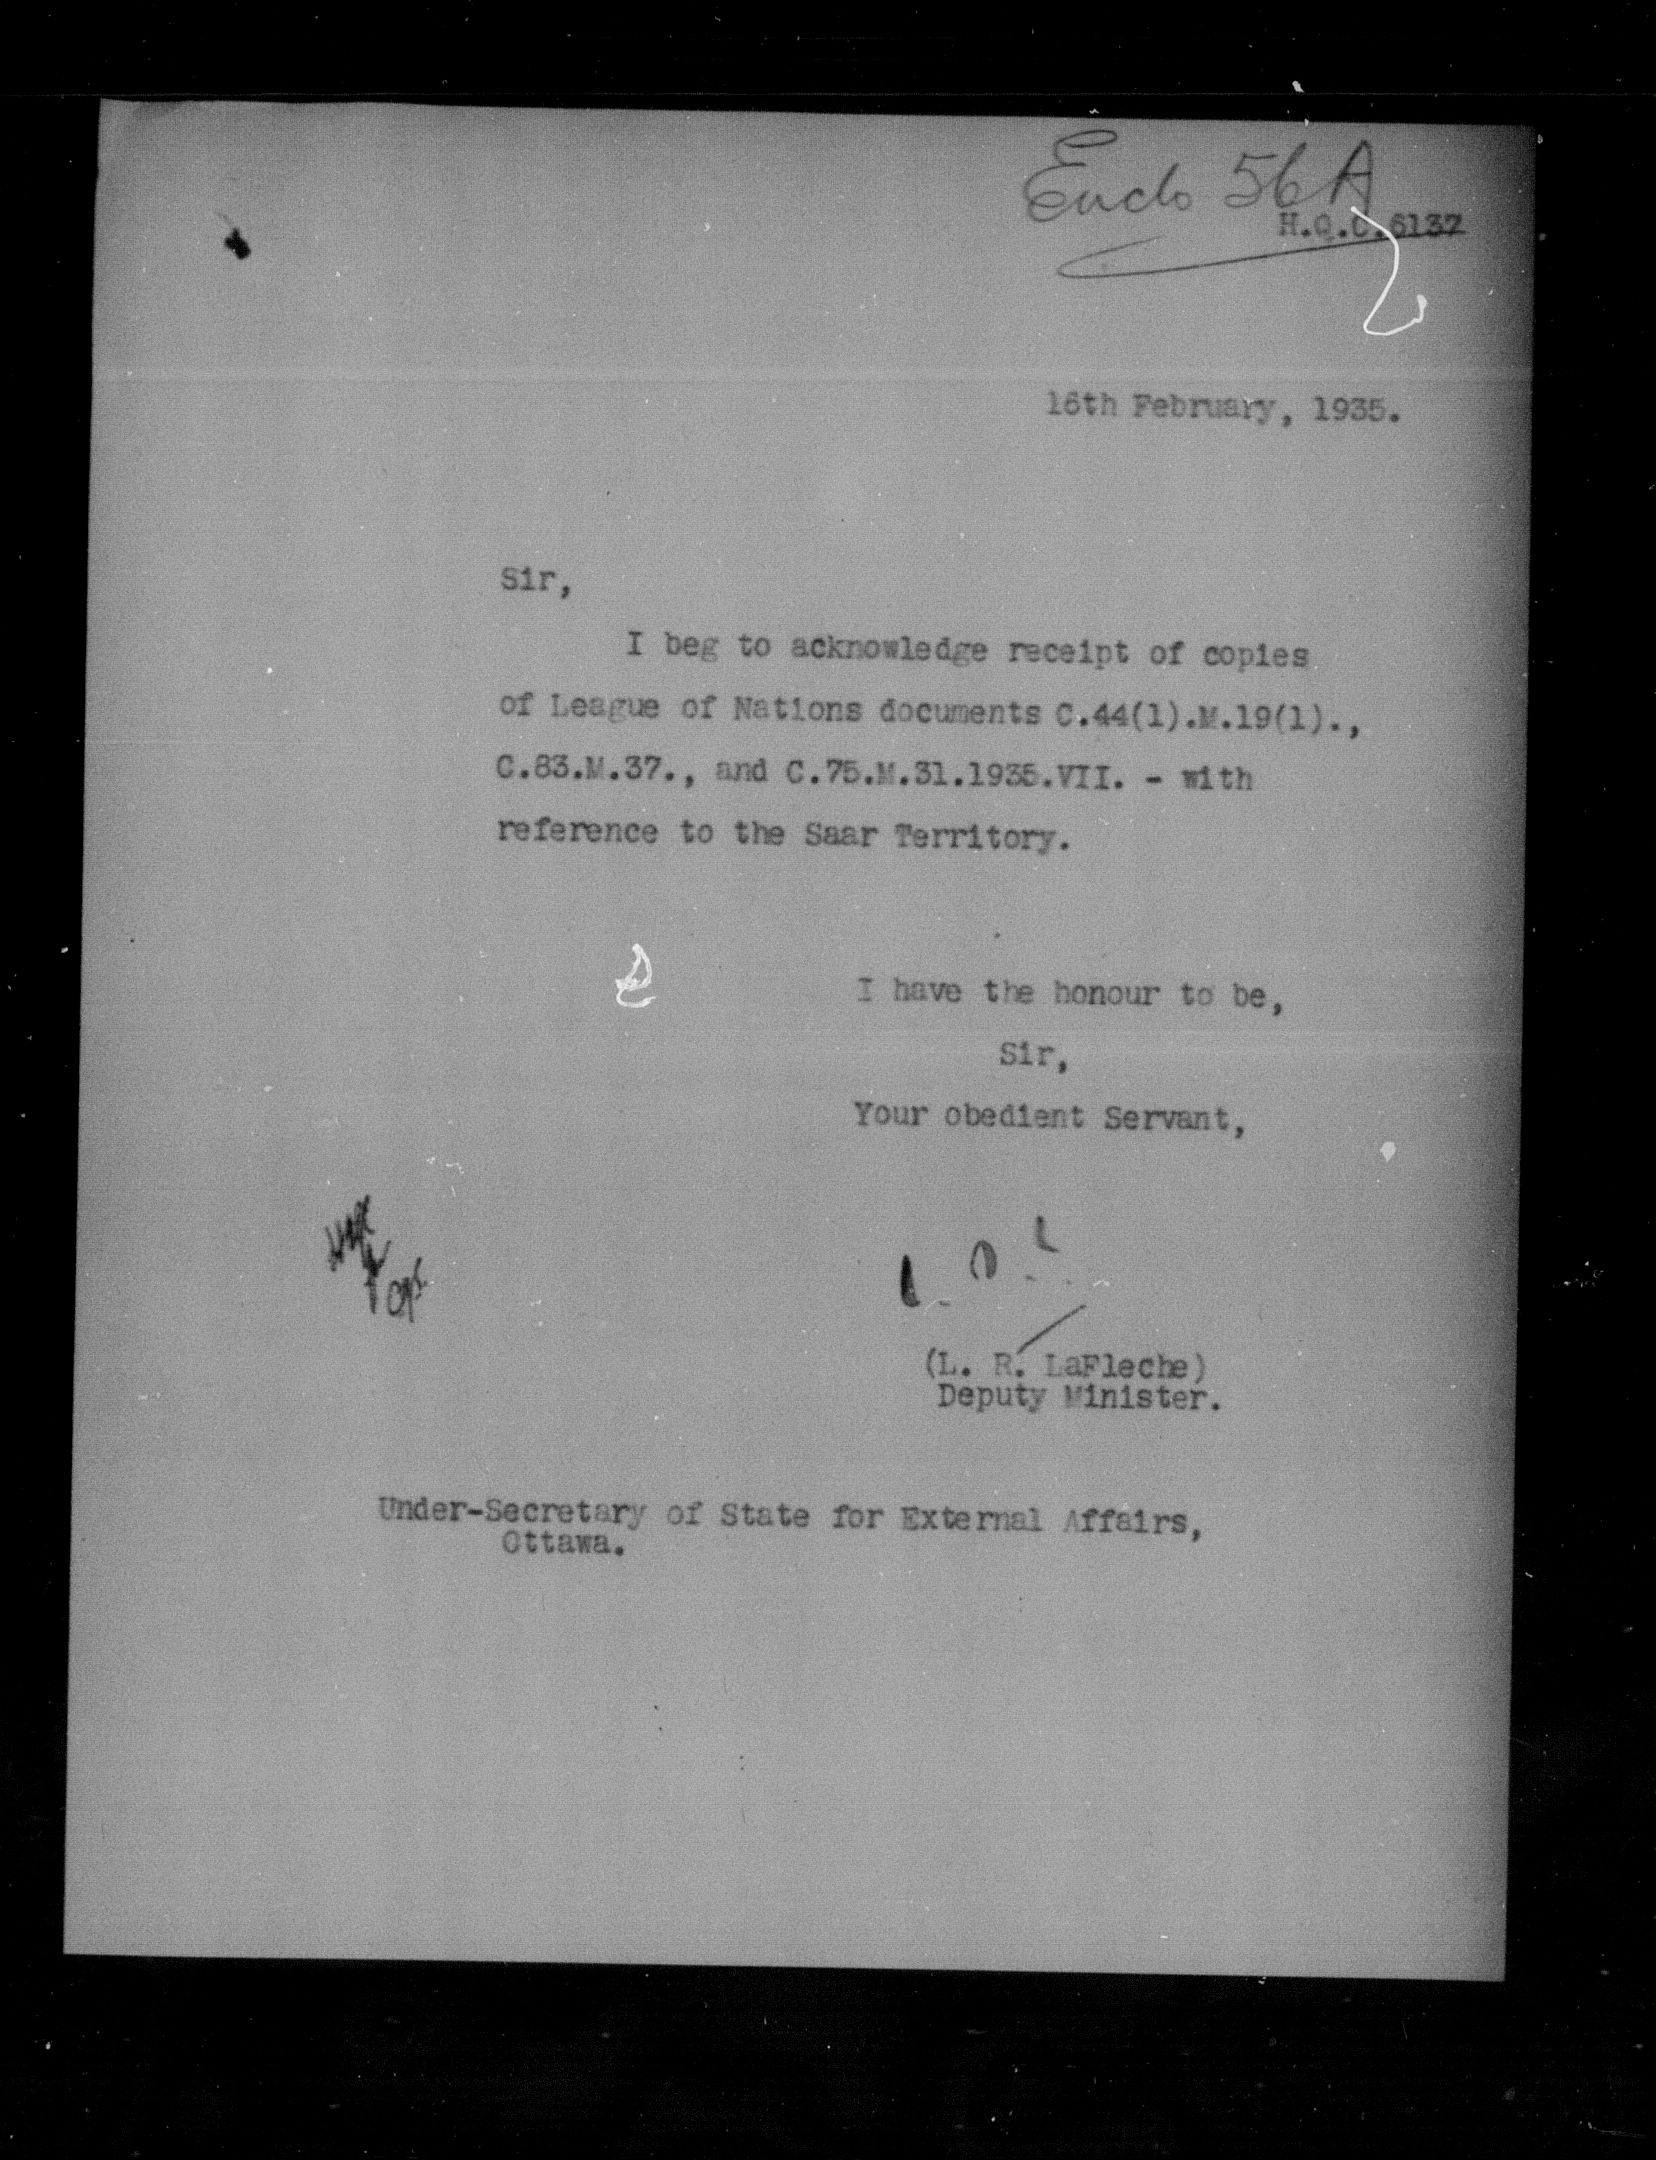 Enclo 56A
H.Q.C.6137
16th February, 1935.
Sir,
I beg to acknowledge receipt of copies
of League of Nations documents C.44(1).M.19(1).,
C.83.M.37., and C.75.M.31.1935.VII. - with
reference to the Saar Territory.
I have the honour to be,
Sir,
Your obedient Servant,
(L. R. LaFleche)
Deputy Minister.
Under-Secretary of State for External Affairs,
Ottawa.